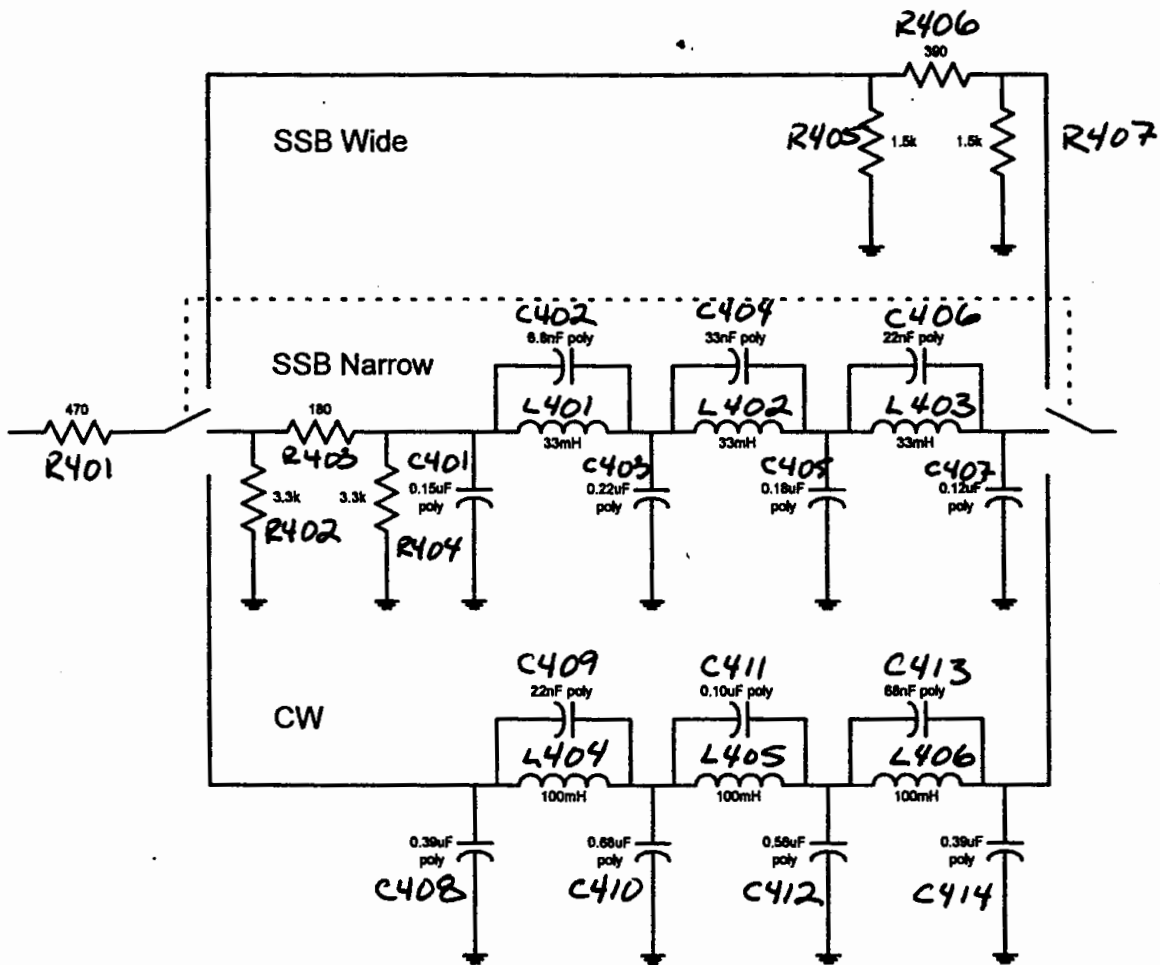 R406
390
SSB Wide
R405
1.5k
1.5k
R407
C402
6.8nF poly
C404
33nF poly
C406
22nF poly
SSB Narrow
470
R401
180
R403
L401
33mH
L402
33mH
L403
33mH
3.3k
R402
3.3k
R404
C401
0.15uF
poly
C403
0.22uF
poly
C405
0.18uF
poly
C407
0.12uF
poly
C409
22nF poly
C411
0.10uF poly
C413
68nF poly
CW
L404
100mH
L405
100mH
L406
100mH
0.39uF
poly
C408
0.68uF
poly
C410
0.56uF
poly
C412
0.39uF
poly
C414